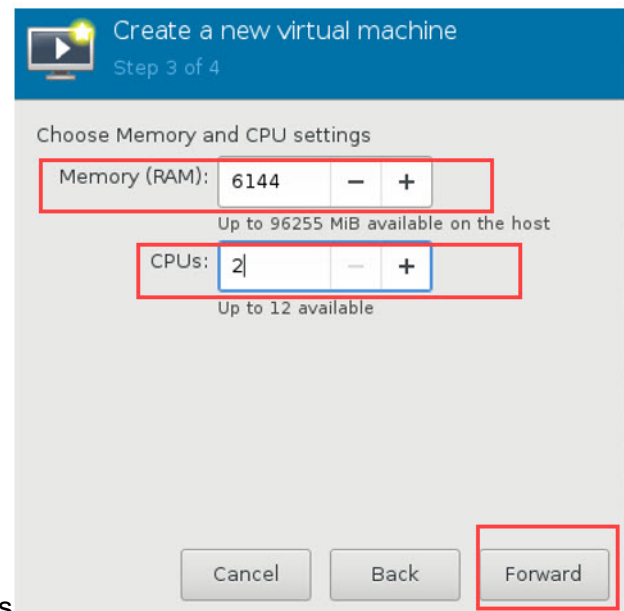 Create a new virtual machine
Step 3 of 4
Choose Memory and CPU settings
Memory (RAM): 6144 − +
Up to 96255 MiB available on the host
CPUs: 2 − +
Up to 12 available
Cancel Back Forward
s